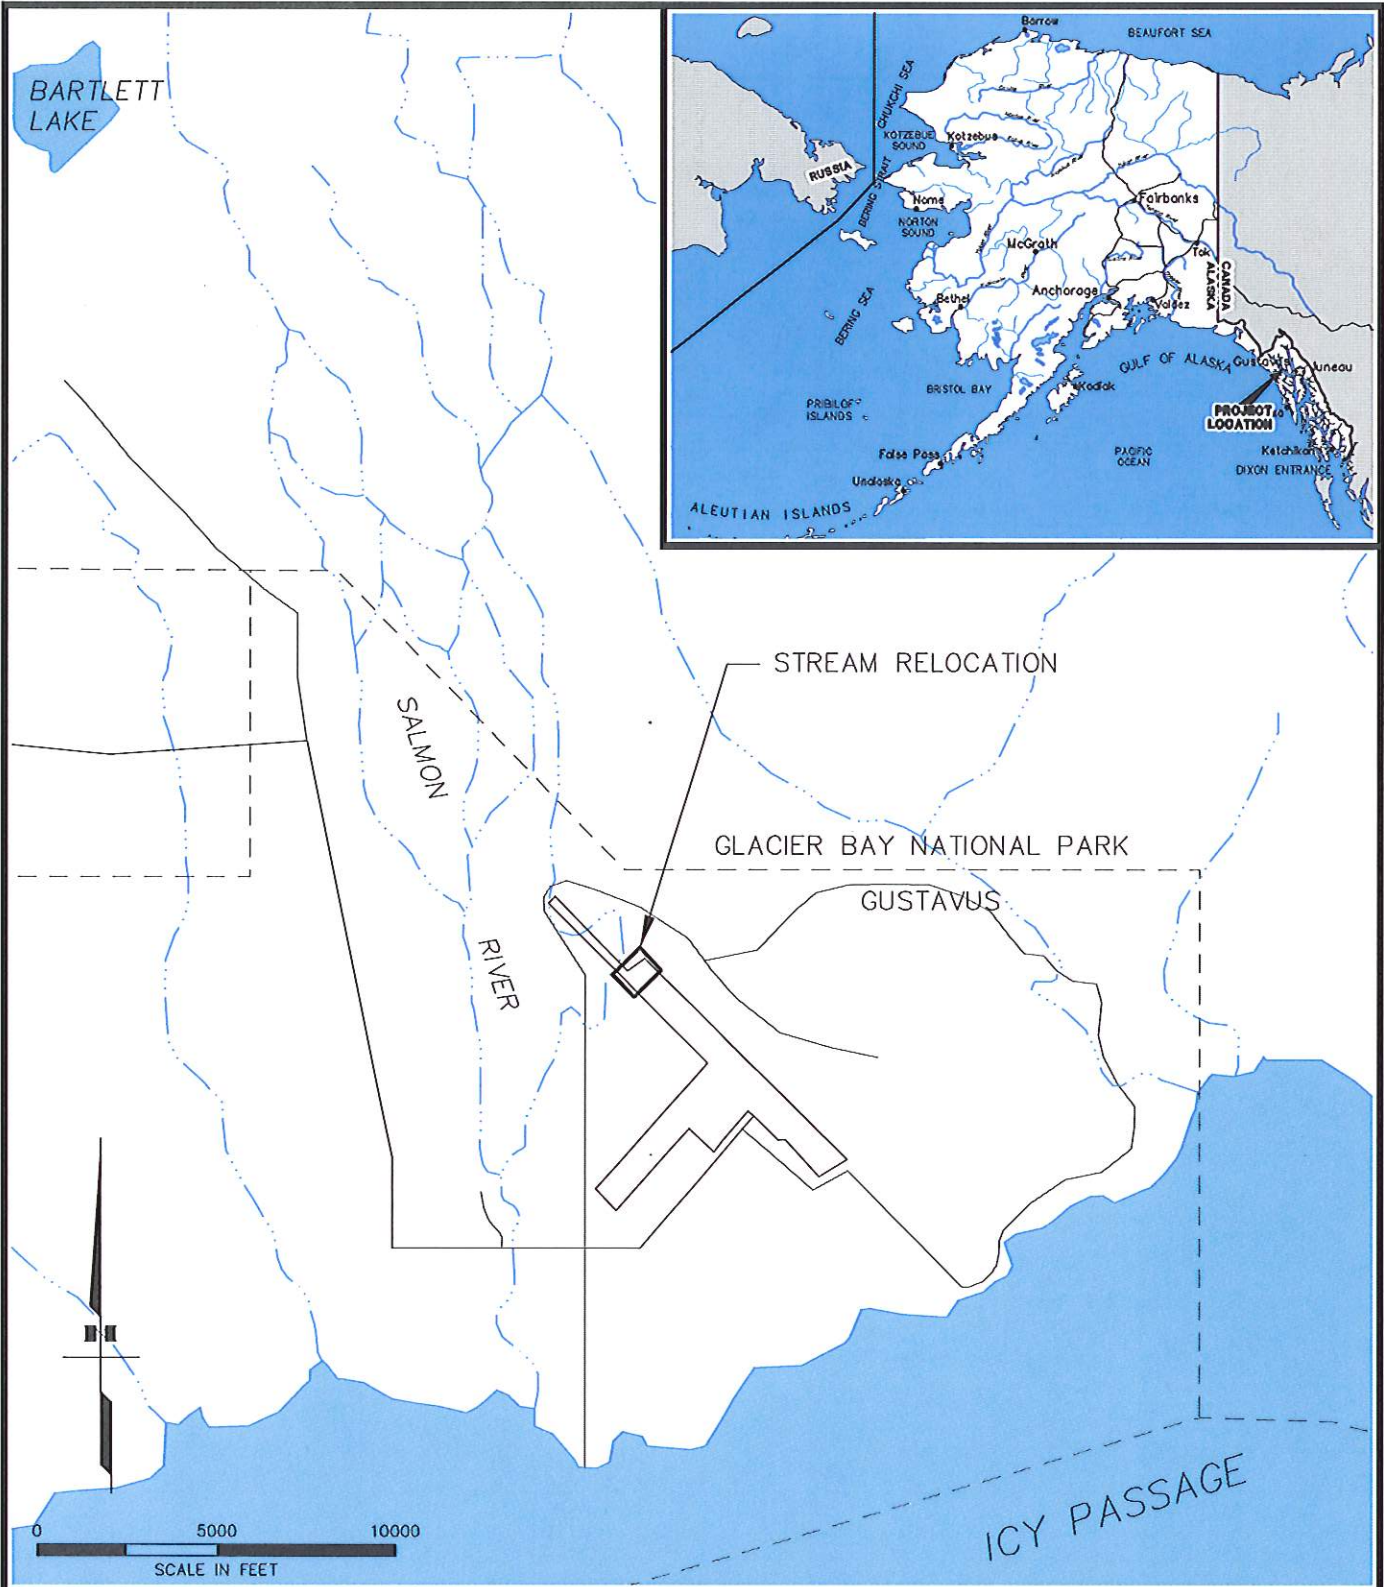 BARTLETT
LAKE
Barrow
BEAUFORT SEA
CHUKCHI SEA
KOTZEBUE
SOUND
Kotzebue
RUSSIA
BERING STRAIT
Nome
NORTON
SOUND
Fairbanks
McGrath
Tok
CANADA
ALASKA
Anchorage
Valdez
Bethel
BERING SEA
GULF OF ALASKA
Gustavus
Juneau
BRISTOL BAY
Kodiak
PRIBILOF
ISLANDS
PROJECT
LOCATION
False Pass
PACIFIC
OCEAN
Ketchikan
DIXON ENTRANCE
Unalaska
ALEUTIAN ISLANDS
STREAM RELOCATION
SALMON
RIVER
GLACIER BAY NATIONAL PARK
GUSTAVUS
N
ICY PASSAGE
0 5000 10000
SCALE IN FEET